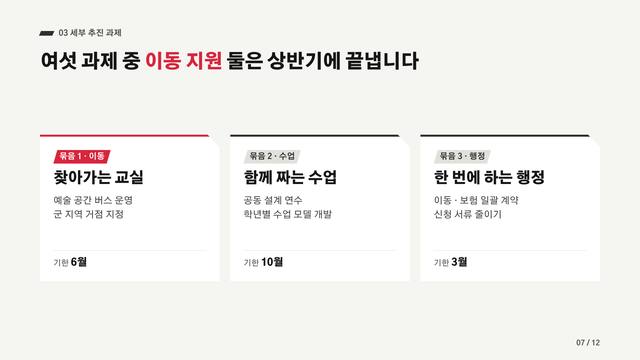 03 세부 추진 과제
여섯 과제 중 이동 지원 둘은 상반기에 끝냅니다
묶음 1 · 이동
찾아가는 교실
예술 공간 버스 운영
군 지역 거점 지정
기한 6월
묶음 2 · 수업
함께 짜는 수업
공동 설계 연수
학년별 수업 모델 개발
기한 10월
묶음 3 · 행정
한 번에 하는 행정
이동 · 보험 일괄 계약
신청 서류 줄이기
기한 3월
07 / 12